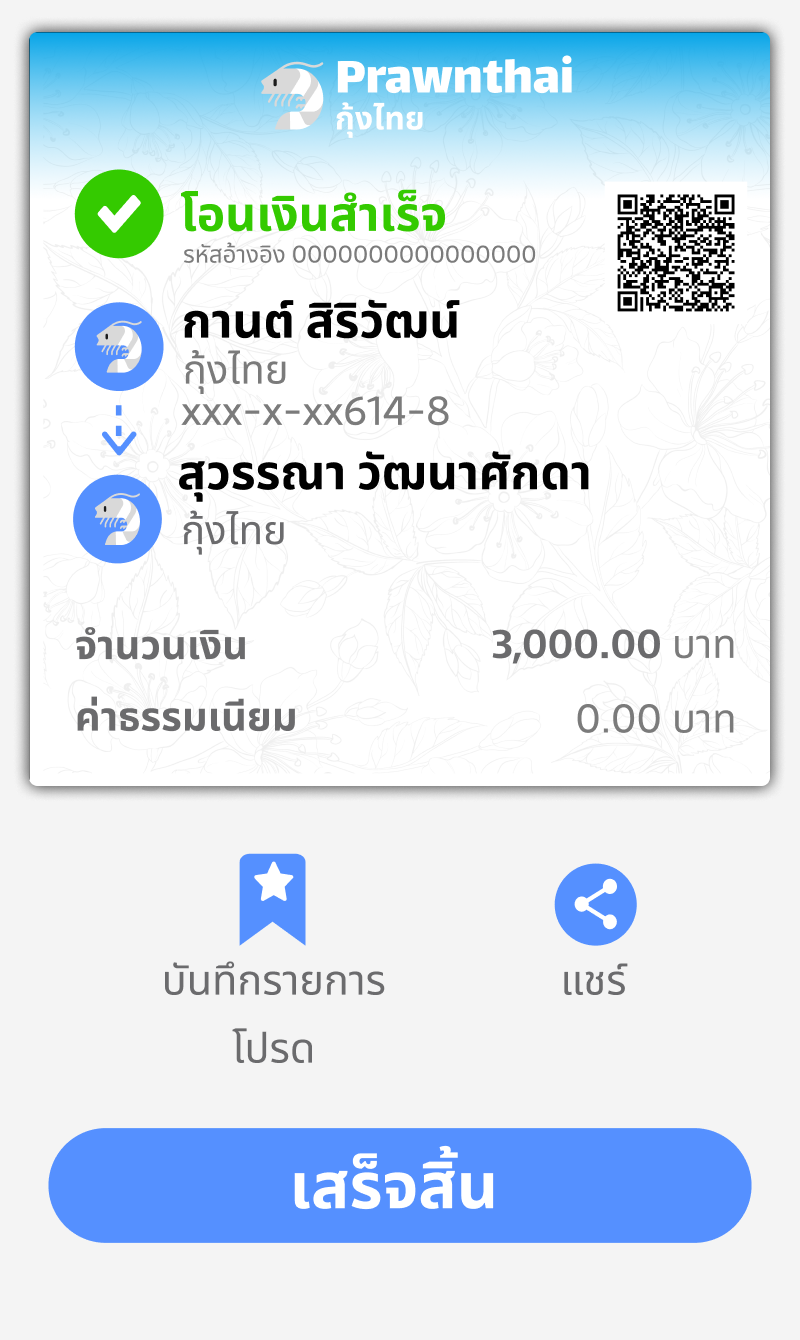 Prawnthai
กุ้งไทย
โอนเงินสำเร็จ
รหัสอ้างอิง 0000000000000000
กานต์ สิริวัฒน์
กุ้งไทย
xxx-x-xx614-8
สุวรรณา วัฒนาศักดา
กุ้งไทย
จำนวนเงิน 3,000.00 บาท
ค่าธรรมเนียม 0.00 บาท
บันทึกรายการ แชร์
โปรด
เสร็จสิ้น